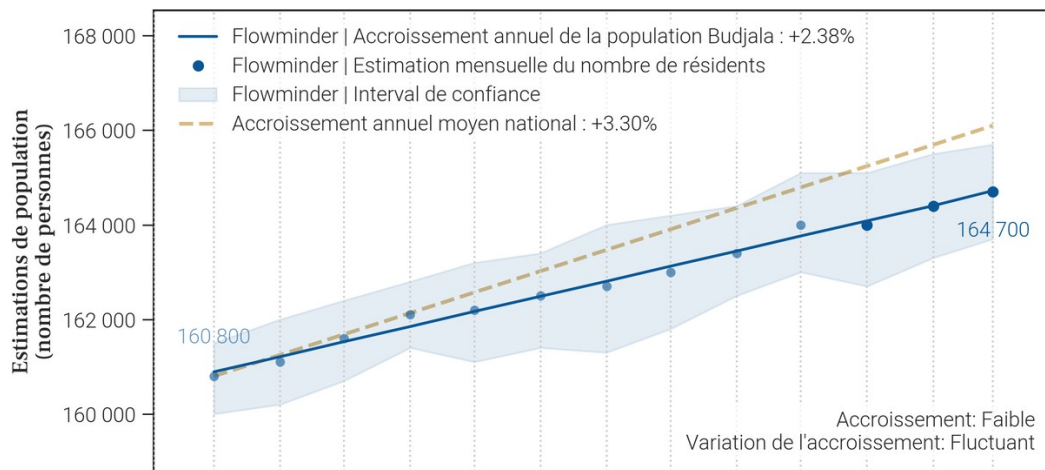 Estimations de population
(nombre de personnes)
168 000
166 000
164 000
162 000
160 000
Flowminder | Accroissement annuel de la population Budjala : +2.38%
Flowminder | Estimation mensuelle du nombre de résidents
Flowminder | Interval de confiance
Accroissement annuel moyen national : +3.30%
160 800
164 700
Accroissement: Faible
Variation de l'accroissement: Fluctuant